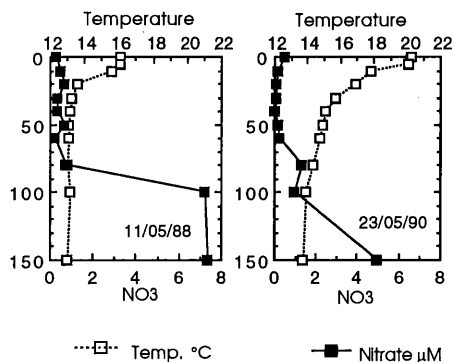 Temperature Temperature
12 14 16 18 20 22 12 14 16 18 20 22
0 0
50 50
100 100
11/05/88 23/05/90
150 150
0 2 4 6 8 0 2 4 6 8
NO3 NO3
Temp. °C Nitrate µM